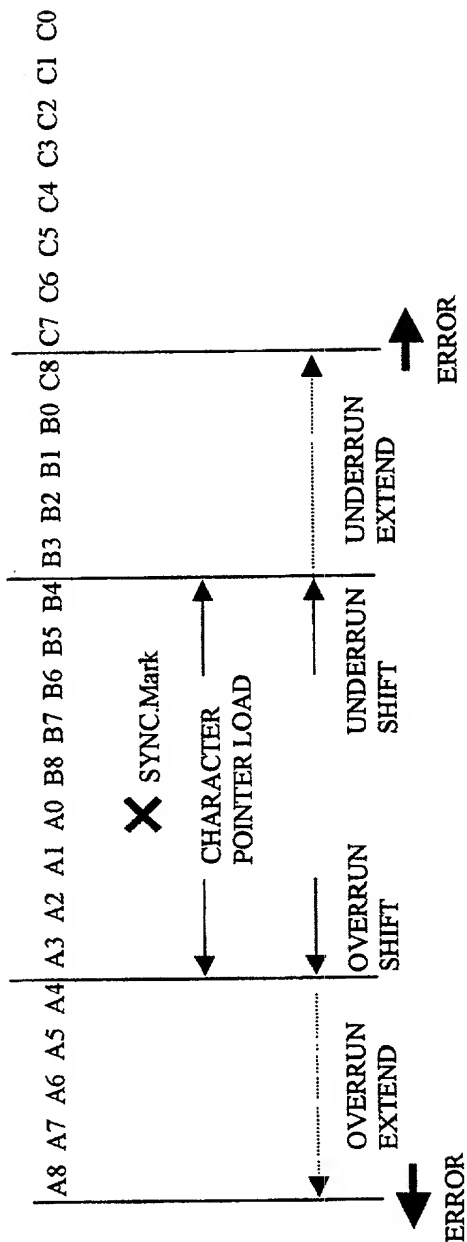 A8 A7 A6 A5 A4 A3 A2 A1 A0 B8 B7 B6 B5 B4 B3 B2 B1 B0 C8 C7 C6 C5 C4 C3 C2 C1 C0
SYNC.Mark
CHARACTER
POINTER LOAD
OVERRUN
EXTEND
OVERRUN
SHIFT
UNDERRUN
SHIFT
UNDERRUN
EXTEND
ERROR
ERROR